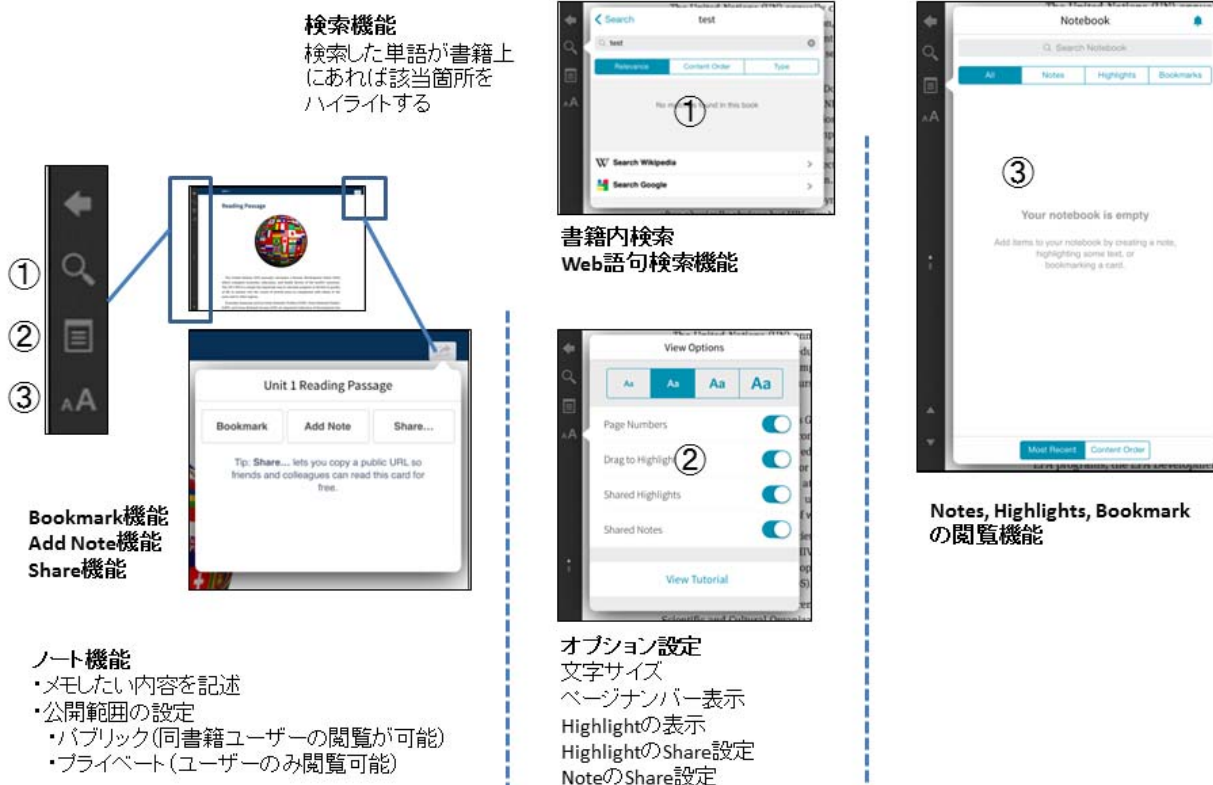 検索機能
検索した単語が書籍上
にあれば該当箇所を
ハイライトする
①
②
③
Reading Passage
Unit 1 Reading Passage
Bookmark
Add Note
Share...
Tip: Share... lets you copy a public URL so
friends and colleagues can read this card for
free.
Bookmark機能
Add Note機能
Share機能
ノート機能
・メモしたい内容を記述
・公開範囲の設定
・パブリック(同書籍ユーザーの閲覧が可能)
・プライベート(ユーザーのみ閲覧可能)
Search
test
test
Relevance
Content Order
Type
No matches found in this book
①
Search Wikipedia
Search Google
書籍内検索
Web語句検索機能
The United Nations (UN)
View Options
Aa
Aa
Aa
Aa
Page Numbers
Drag to Highlight
②
Shared Highlights
Shared Notes
View Tutorial
オプション設定
文字サイズ
ページナンバー表示
Highlightの表示
HighlightのShare設定
NoteのShare設定
Notebook
Search Notebook
All
Notes
Highlights
Bookmarks
③
Your notebook is empty
Add items to your notebook by creating a note,
highlighting some text, or
bookmarking a card.
Most Recent
Content Order
Notes, Highlights, Bookmark
の閲覧機能